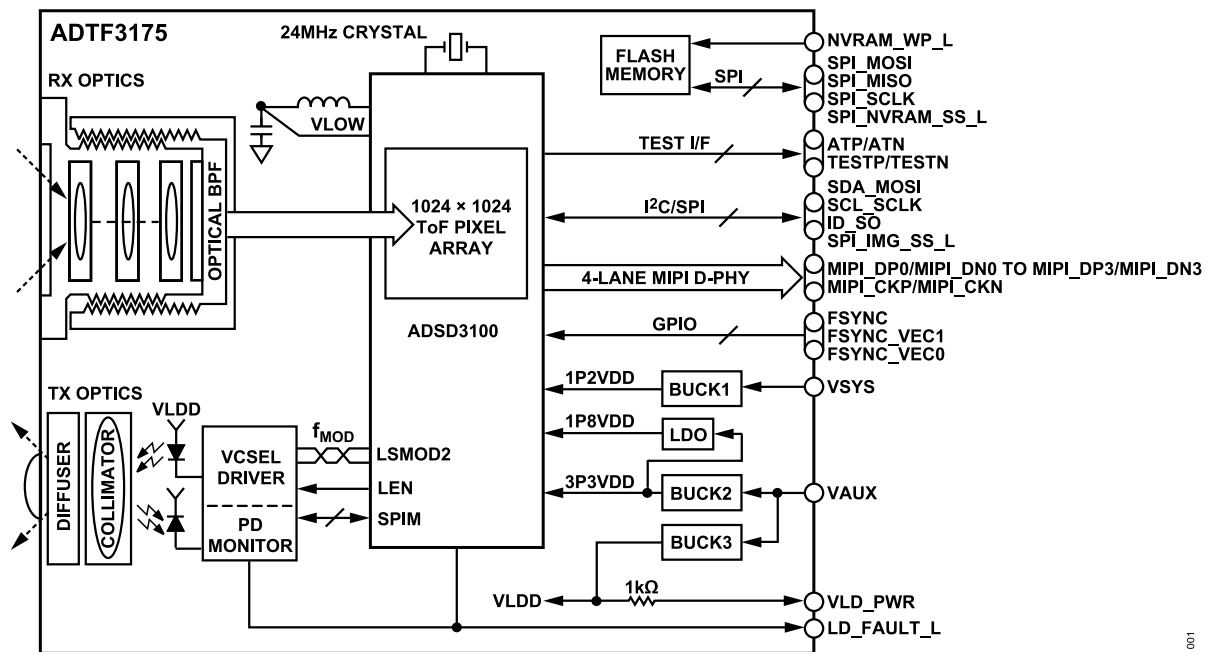 ADTF3175
24MHz CRYSTAL
RX OPTICS
OPTICAL BPF
VLOW
1024 × 1024
ToF PIXEL
ARRAY
ADSD3100
FLASH
MEMORY
SPI
TEST I/F
I²C/SPI
4-LANE MIPI D-PHY
GPIO
NVRAM_WP_L
SPI_MOSI
SPI_MISO
SPI_SCLK
SPI_NVRAM_SS_L
ATP/ATN
TESTP/TESTN
SDA_MOSI
SCL_SCLK
ID_SO
SPI_IMG_SS_L
MIPI_DP0/MIPI_DN0 TO MIPI_DP3/MIPI_DN3
MIPI_CKP/MIPI_CKN
FSYNC
FSYNC_VEC1
FSYNC_VEC0
TX OPTICS
DIFFUSER
COLLIMATOR
VLDD
VCSEL
DRIVER
PD
MONITOR
fMOD
LSMOD2
LEN
SPIM
1P2VDD
BUCK1
VSYS
1P8VDD
LDO
3P3VDD
BUCK2
VAUX
BUCK3
VLDD
1kΩ
VLD_PWR
LD_FAULT_L
001